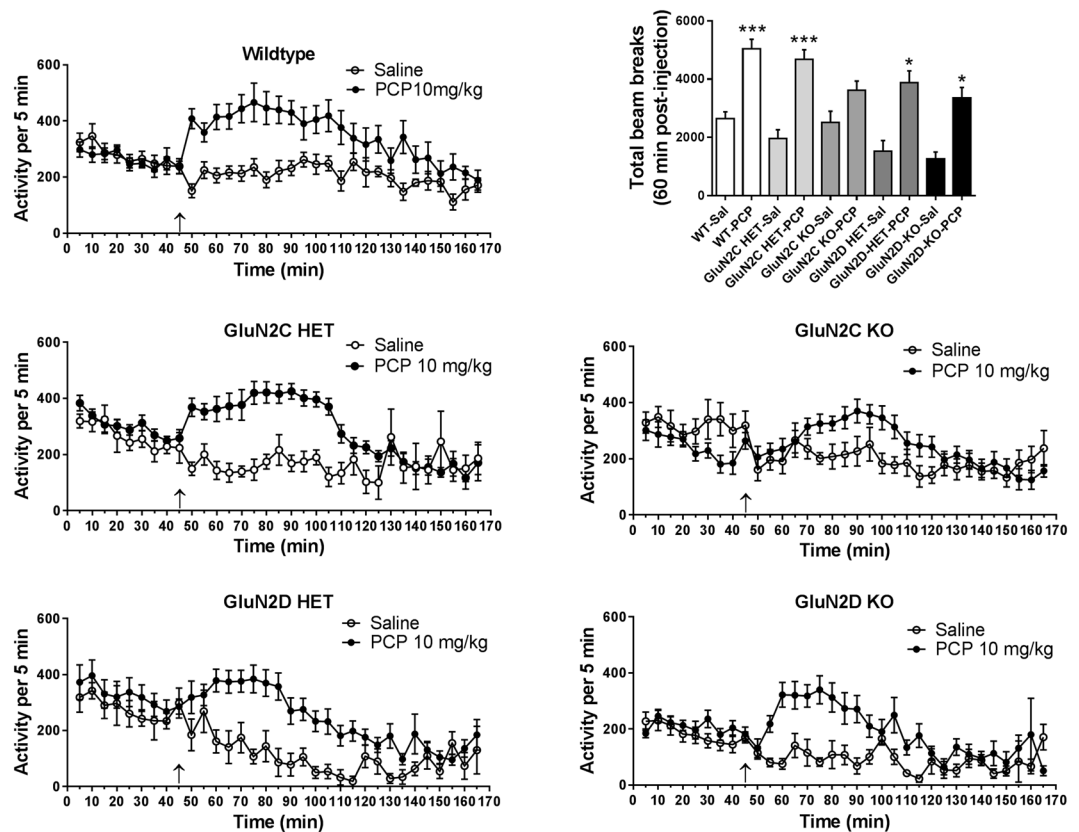 Wildtype
Saline
PCP10mg/kg
Activity per 5 min
600
400
200
0
0 10 20 30 40 50 60 70 80 90 100 110 120 130 140 150 160 170
Time (min)
Total beam breaks
(60 min post-injection)
6000
4000
2000
0
***
***
*
*
WT-Sal
WT-PCP
GluN2C HET-Sal
GluN2C HET-PCP
GluN2C KO-Sal
GluN2C KO-PCP
GluN2D HET-Sal
GluN2D-HET-PCP
GluN2D-KO-Sal
GluN2D-KO-PCP
GluN2C HET
Saline
PCP 10 mg/kg
Activity per 5 min
600
400
200
0
0 10 20 30 40 50 60 70 80 90 100 110 120 130 140 150 160 170
Time (min)
GluN2C KO
Saline
PCP 10 mg/kg
Activity per 5 min
600
400
200
0
0 10 20 30 40 50 60 70 80 90 100 110 120 130 140 150 160 170
Time (min)
GluN2D HET
Saline
PCP 10 mg/kg
Activity per 5 min
600
400
200
0
0 10 20 30 40 50 60 70 80 90 100 110 120 130 140 150 160 170
Time (min)
GluN2D KO
Saline
PCP 10 mg/kg
Activity per 5 min
600
400
200
0
0 10 20 30 40 50 60 70 80 90 100 110 120 130 140 150 160 170
Time (min)